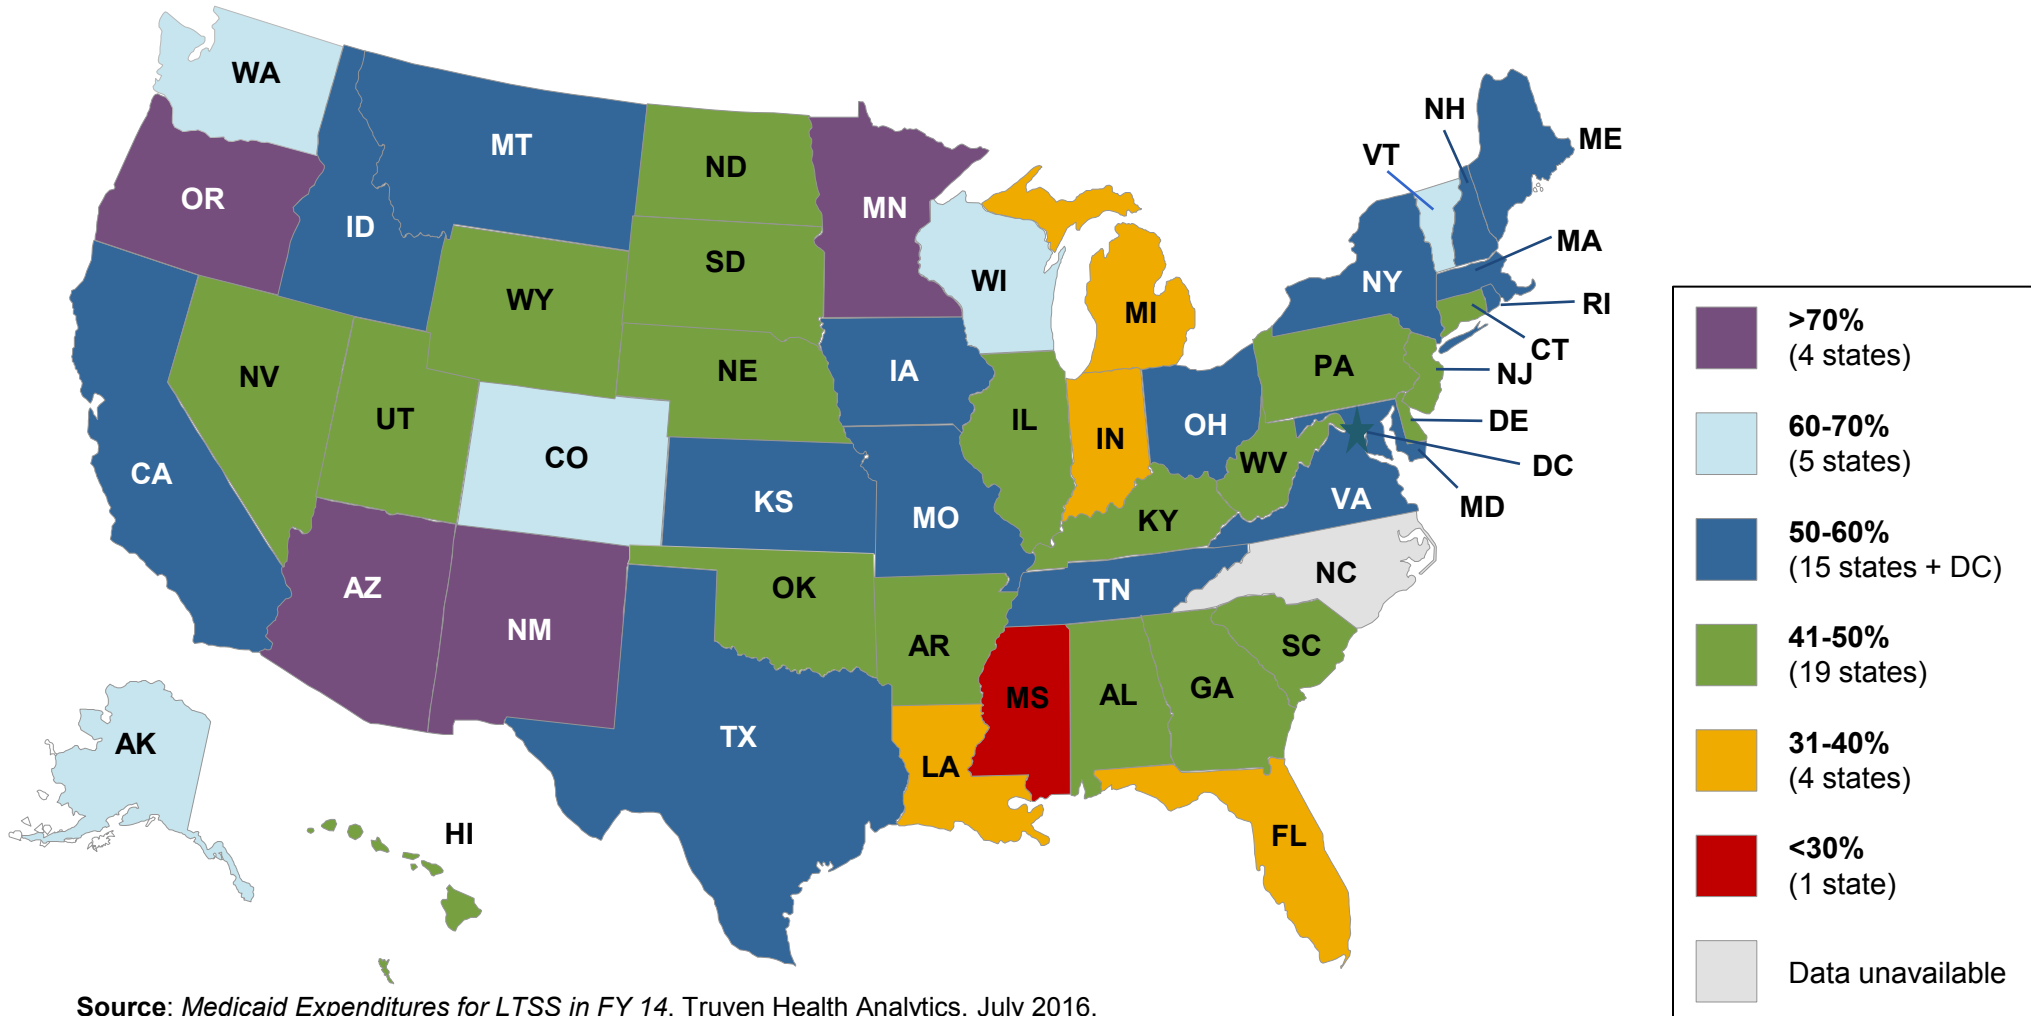 WA
MT
ND
MN
OR
ID
SD
WI
WY
MI
NH
ME
VT
MA
NY
RI
CT
NJ
PA
DE
DC
MD
NV
UT
NE
IA
IL
IN
OH
WV
VA
CA
CO
KS
MO
KY
NC
AZ
NM
OK
AR
TN
SC
MS
AL
GA
TX
LA
FL
AK
HI
>70%
(4 states)
60-70%
(5 states)
50-60%
(15 states + DC)
41-50%
(19 states)
31-40%
(4 states)
<30%
(1 state)
Data unavailable
Source: Medicaid Expenditures for LTSS in FY 14. Truven Health Analytics. July 2016.